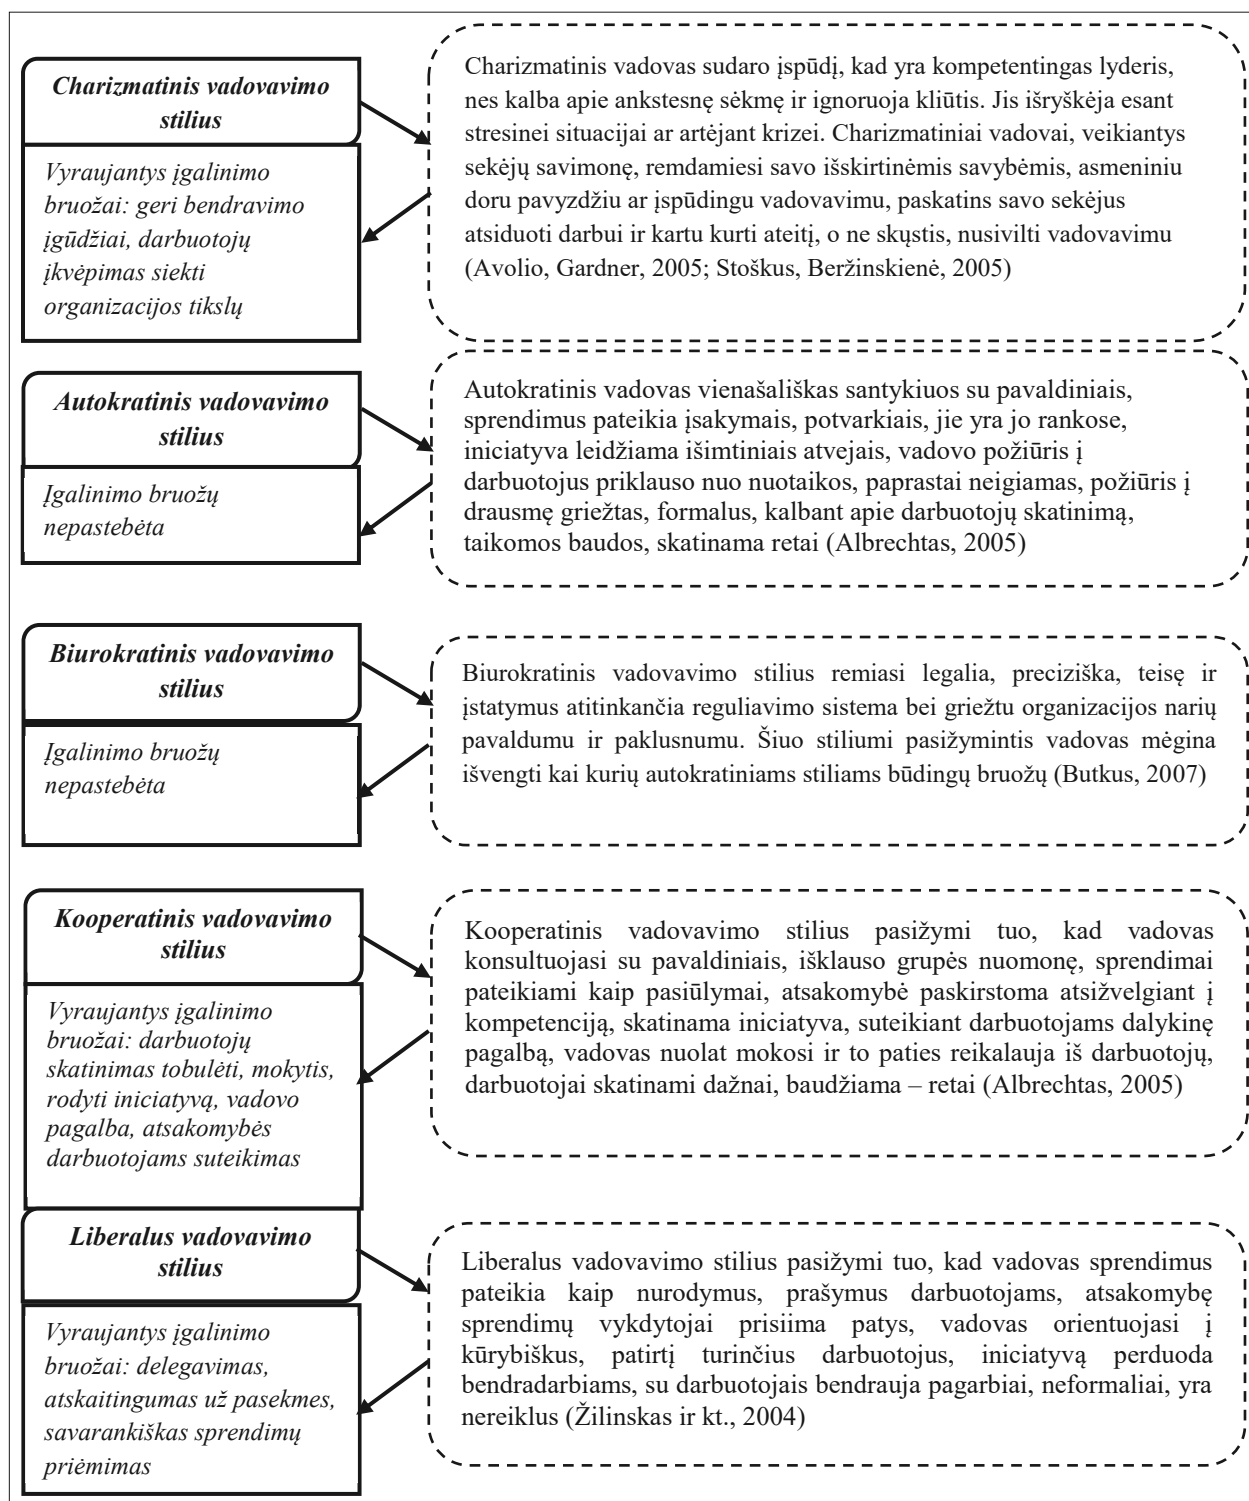 Charizmatinis vadovavimo
stilius
Vyraujantys įgalinimo
bruožai: geri bendravimo
įgūdžiai, darbuotojų
įkvėpimas siekti
organizacijos tikslų
Charizmatinis vadovas sudaro įspūdį, kad yra kompetentingas lyderis,
nes kalba apie ankstesnę sėkmę ir ignoruoja kliūtis. Jis išryškėja esant
stresinei situacijai ar artėjant krizei. Charizmatiniai vadovai, veikiantys
sekėjų savimonę, remdamiesi savo išskirtinėmis savybėmis, asmeniniu
doru pavyzdžiu ar įspūdingu vadovavimu, paskatins savo sekėjus
atsiduoti darbui ir kartu kurti ateitį, o ne skųstis, nusivilti vadovavimu
(Avolio, Gardner, 2005; Stoškus, Beržinskienė, 2005)
Autokratinis vadovavimo
stilius
Įgalinimo bruožų
nepastebėta
Autokratinis vadovas vienašališkas santykiuos su pavaldiniais,
sprendimus pateikia įsakymais, potvarkiais, jie yra jo rankose,
iniciatyva leidžiama išimtiniais atvejais, vadovo požiūris į
darbuotojus priklauso nuo nuotaikos, paprastai neigiamas, požiūris į
drausmę griežtas, formalus, kalbant apie darbuotojų skatinimą,
taikomos baudos, skatinama retai (Albrechtas, 2005)
Biurokratinis vadovavimo
stilius
Įgalinimo bruožų
nepastebėta
Biurokratinis vadovavimo stilius remiasi legalia, preciziška, teisę ir
įstatymus atitinkančia reguliavimo sistema bei griežtu organizacijos narių
pavaldumu ir paklusnumu. Šiuo stiliumi pasižymintis vadovas mėgina
išvengti kai kurių autokratiniams stiliams būdingų bruožų (Butkus, 2007)
Kooperatinis vadovavimo
stilius
Vyraujantys įgalinimo
bruožai: darbuotojų
skatinimas tobulėti, mokytis,
rodyti iniciatyvą, vadovo
pagalba, atsakomybės
darbuotojams suteikimas
Kooperatinis vadovavimo stilius pasižymi tuo, kad vadovas
konsultuojasi su pavaldiniais, išklauso grupės nuomonę, sprendimai
pateikiami kaip pasiūlymai, atsakomybė paskirstoma atsižvelgiant į
kompetenciją, skatinama iniciatyva, suteikiant darbuotojams dalykinę
pagalbą, vadovas nuolat mokosi ir to paties reikalauja iš darbuotojų,
darbuotojai skatinami dažnai, baudžiama – retai (Albrechtas, 2005)
Liberalus vadovavimo
stilius
Vyraujantys įgalinimo
bruožai: delegavimas,
atskaitingumas už pasekmes,
savarankiškas sprendimų
priėmimas
Liberalus vadovavimo stilius pasižymi tuo, kad vadovas sprendimus
pateikia kaip nurodymus, prašymus darbuotojams, atsakomybę
sprendimų vykdytojai prisiima patys, vadovas orientuojasi į
kūrybiškus, patirtį turinčius darbuotojus, iniciatyvą perduoda
bendradarbiams, su darbuotojais bendrauja pagarbiai, neformaliai, yra
nereiklus (Žilinskas ir kt., 2004)